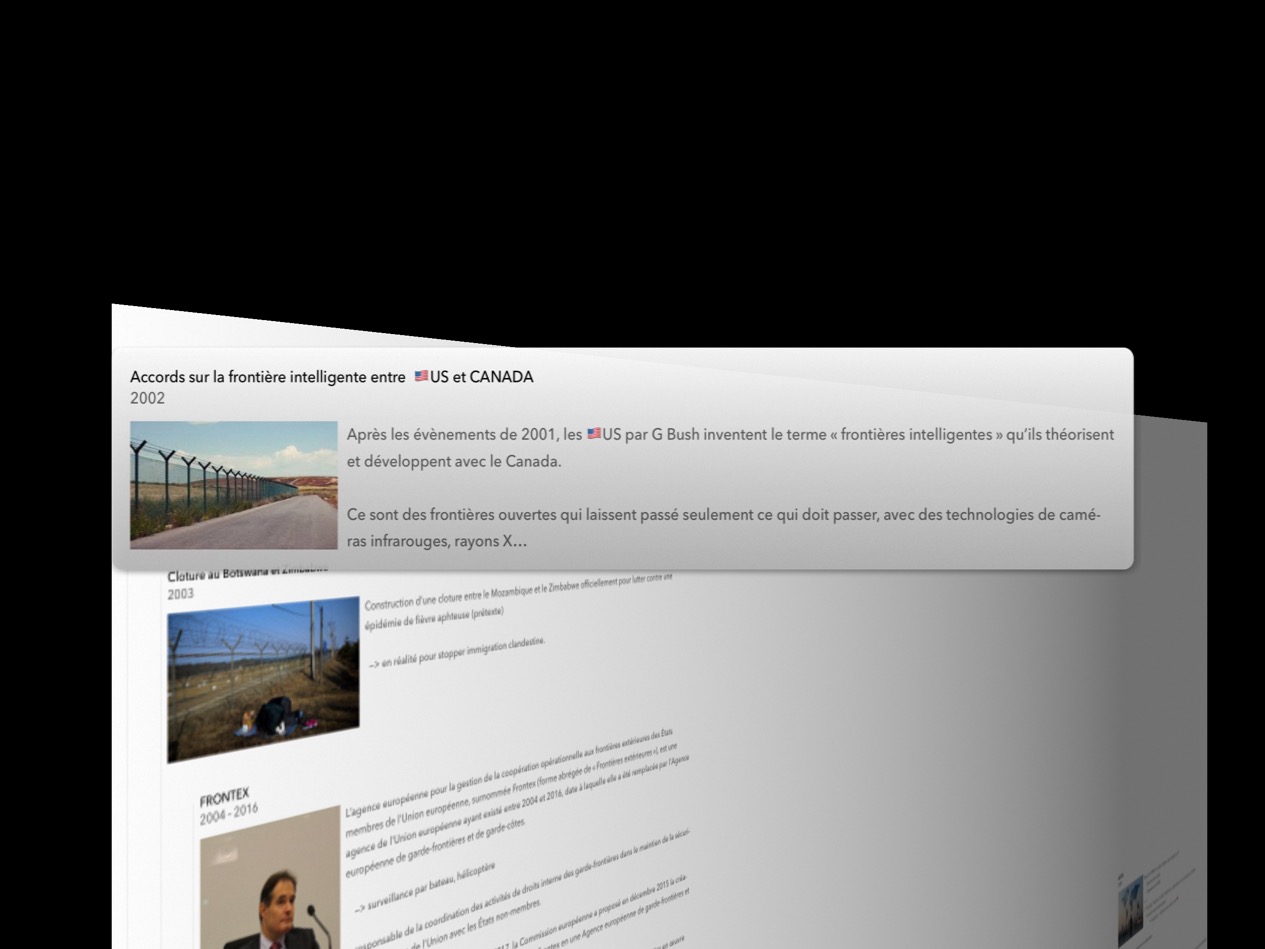 Accords sur la frontière intelligente entre 🇺🇸US et CANADA
2002
Après les évènements de 2001, les 🇺🇸US par G Bush inventent le terme « frontières intelligentes » qu'ils théorisent
et développent avec le Canada.
Ce sont des frontières ouvertes qui laissent passé seulement ce qui doit passer, avec des technologies de camé-
ras infrarouges, rayons X…
Cloture au Botswana et Zimbabwe
2003
Construction d'une cloture entre le Mozambique et le Zimbabwe officiellement pour lutter contre une
épidémie de fièvre aphteuse (prétexte)
—> en réalité pour stopper immigration clandestine.
FRONTEX
2004 - 2016
L'agence européenne pour la gestion de la coopération opérationnelle aux frontières extérieures des États
membres de l'Union européenne, surnommée Frontex (forme abrégée de « Frontières extérieures »), est une
agence de l'Union européenne ayant existé entre 2004 et 2016, date à laquelle elle a été remplacée par l'Agence
européenne de garde-frontières et de garde-côtes.
—> surveillance par bateau, hélicoptère
responsable de la coordination des activités de droits interne des garde-frontières dans le maintien de la sécuri-
de l'Union avec les États non-membres.
la Commission européenne a proposé en décembre 2015 la créa-
en une Agence européenne de garde-frontières et